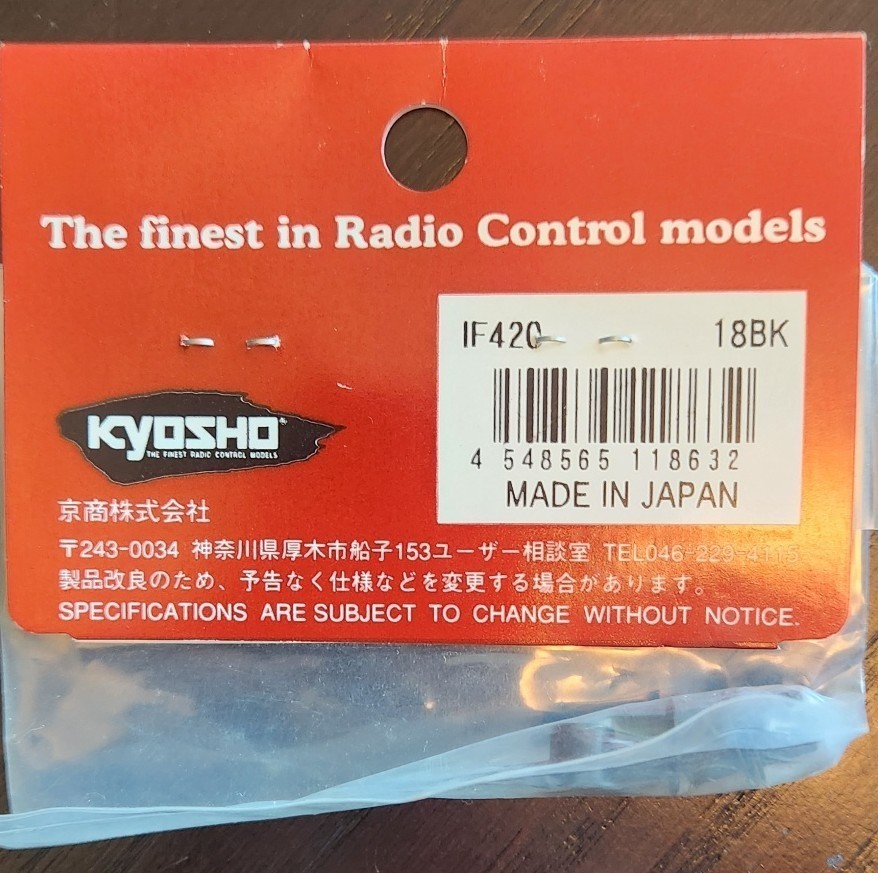 The finest in Radio Control models
IF420 18BK
4 548565 118632
MADE IN JAPAN
KYOSHO®
THE FINEST RADIO CONTROL MODELS
京商株式会社
〒243-0034 神奈川県厚木市船子153ユーザー相談室 TEL046-229-4115
製品改良のため、予告なく仕様などを変更する場合があります。
SPECIFICATIONS ARE SUBJECT TO CHANGE WITHOUT NOTICE.